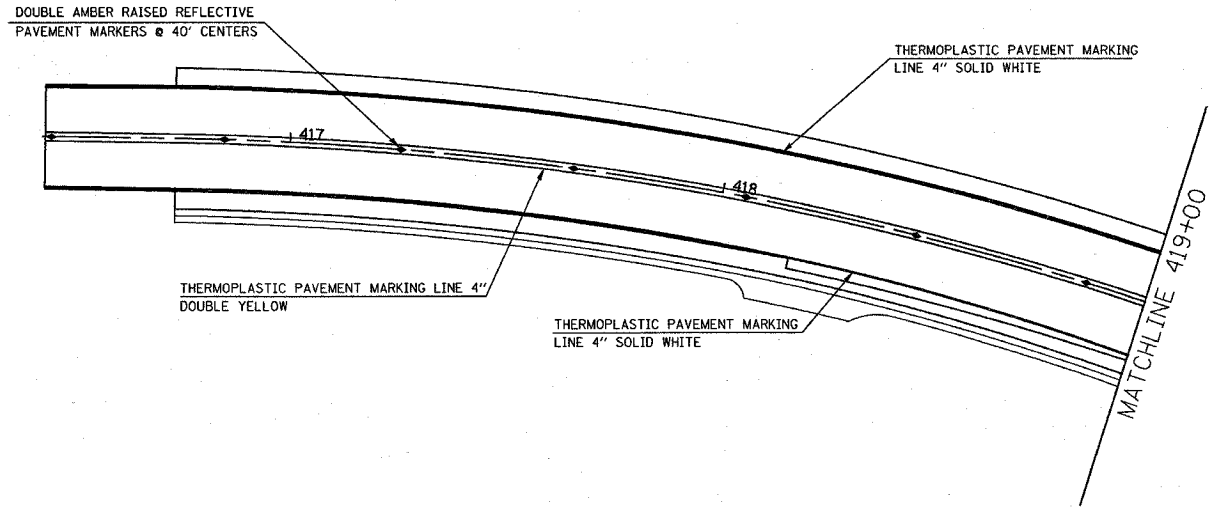 DOUBLE AMBER RAISED REFLECTIVE
PAVEMENT MARKERS @ 40' CENTERS
THERMOPLASTIC PAVEMENT MARKING
LINE 4" SOLID WHITE
417
418
MATCHLINE 419+00
THERMOPLASTIC PAVEMENT MARKING LINE 4"
DOUBLE YELLOW
THERMOPLASTIC PAVEMENT MARKING
LINE 4" SOLID WHITE